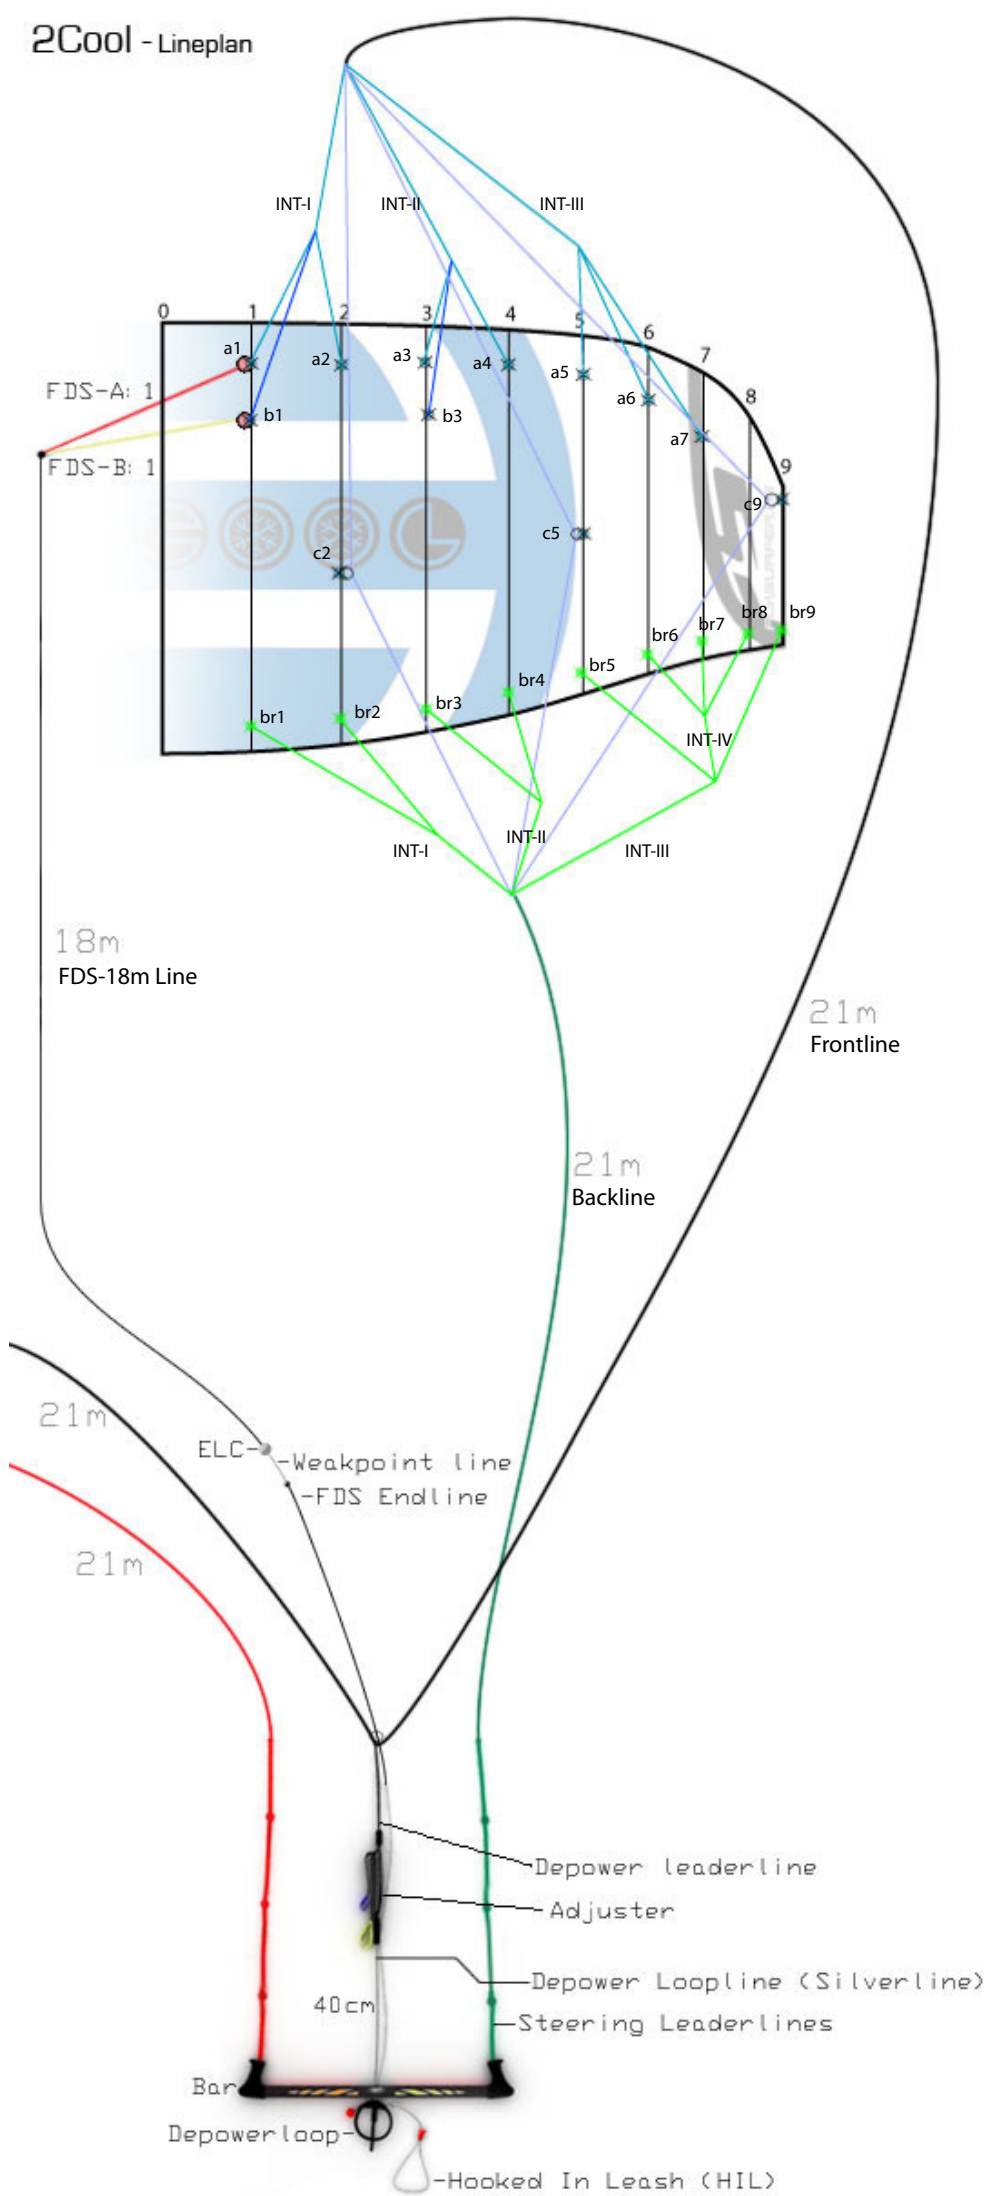 2Cool - Lineplan
INT-I
INT-II
INT-III
0
1
2
3
4
5
6
7
8
9
a1
a2
a3
a4
a5
a6
a7
FDS-A: 1
b1
b3
FDS-B: 1
c2
c5
c9
br1
br2
br3
br4
br5
br6
br7
br8
br9
INT-IV
INT-I
INT-II
INT-III
18m
FDS-18m Line
21m
Frontline
21m
Backline
21m
ELC
Weakpoint line
FDS Endline
21m
Depower leaderline
Adjuster
Depower Loopline (Silverline)
40cm
Steering Leaderlines
Bar
Depowerloop
Hooked In Leash (HIL)